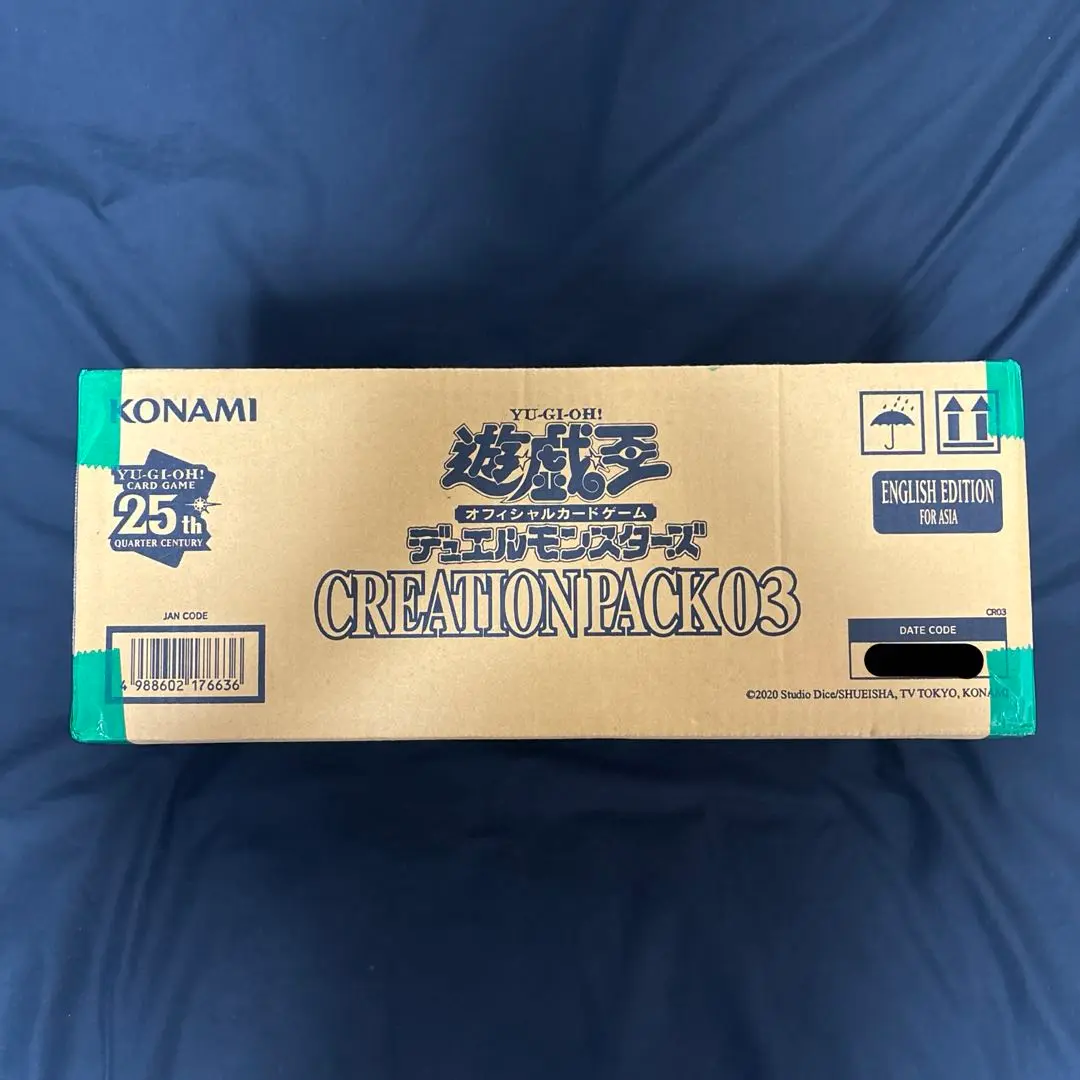 KONAMI
YU-GI-OH!
CARD GAME
25th
QUARTER CENTURY
JAN CODE
4 988602 176636
YU-GI-OH!
遊☆戯☆王
オフィシャルカードゲーム
デュエルモンスターズ
CREATION PACK 03
ENGLISH EDITION
FOR ASIA
CR03
DATE CODE
©2020 Studio Dice/SHUEISHA, TV TOKYO, KONAMI